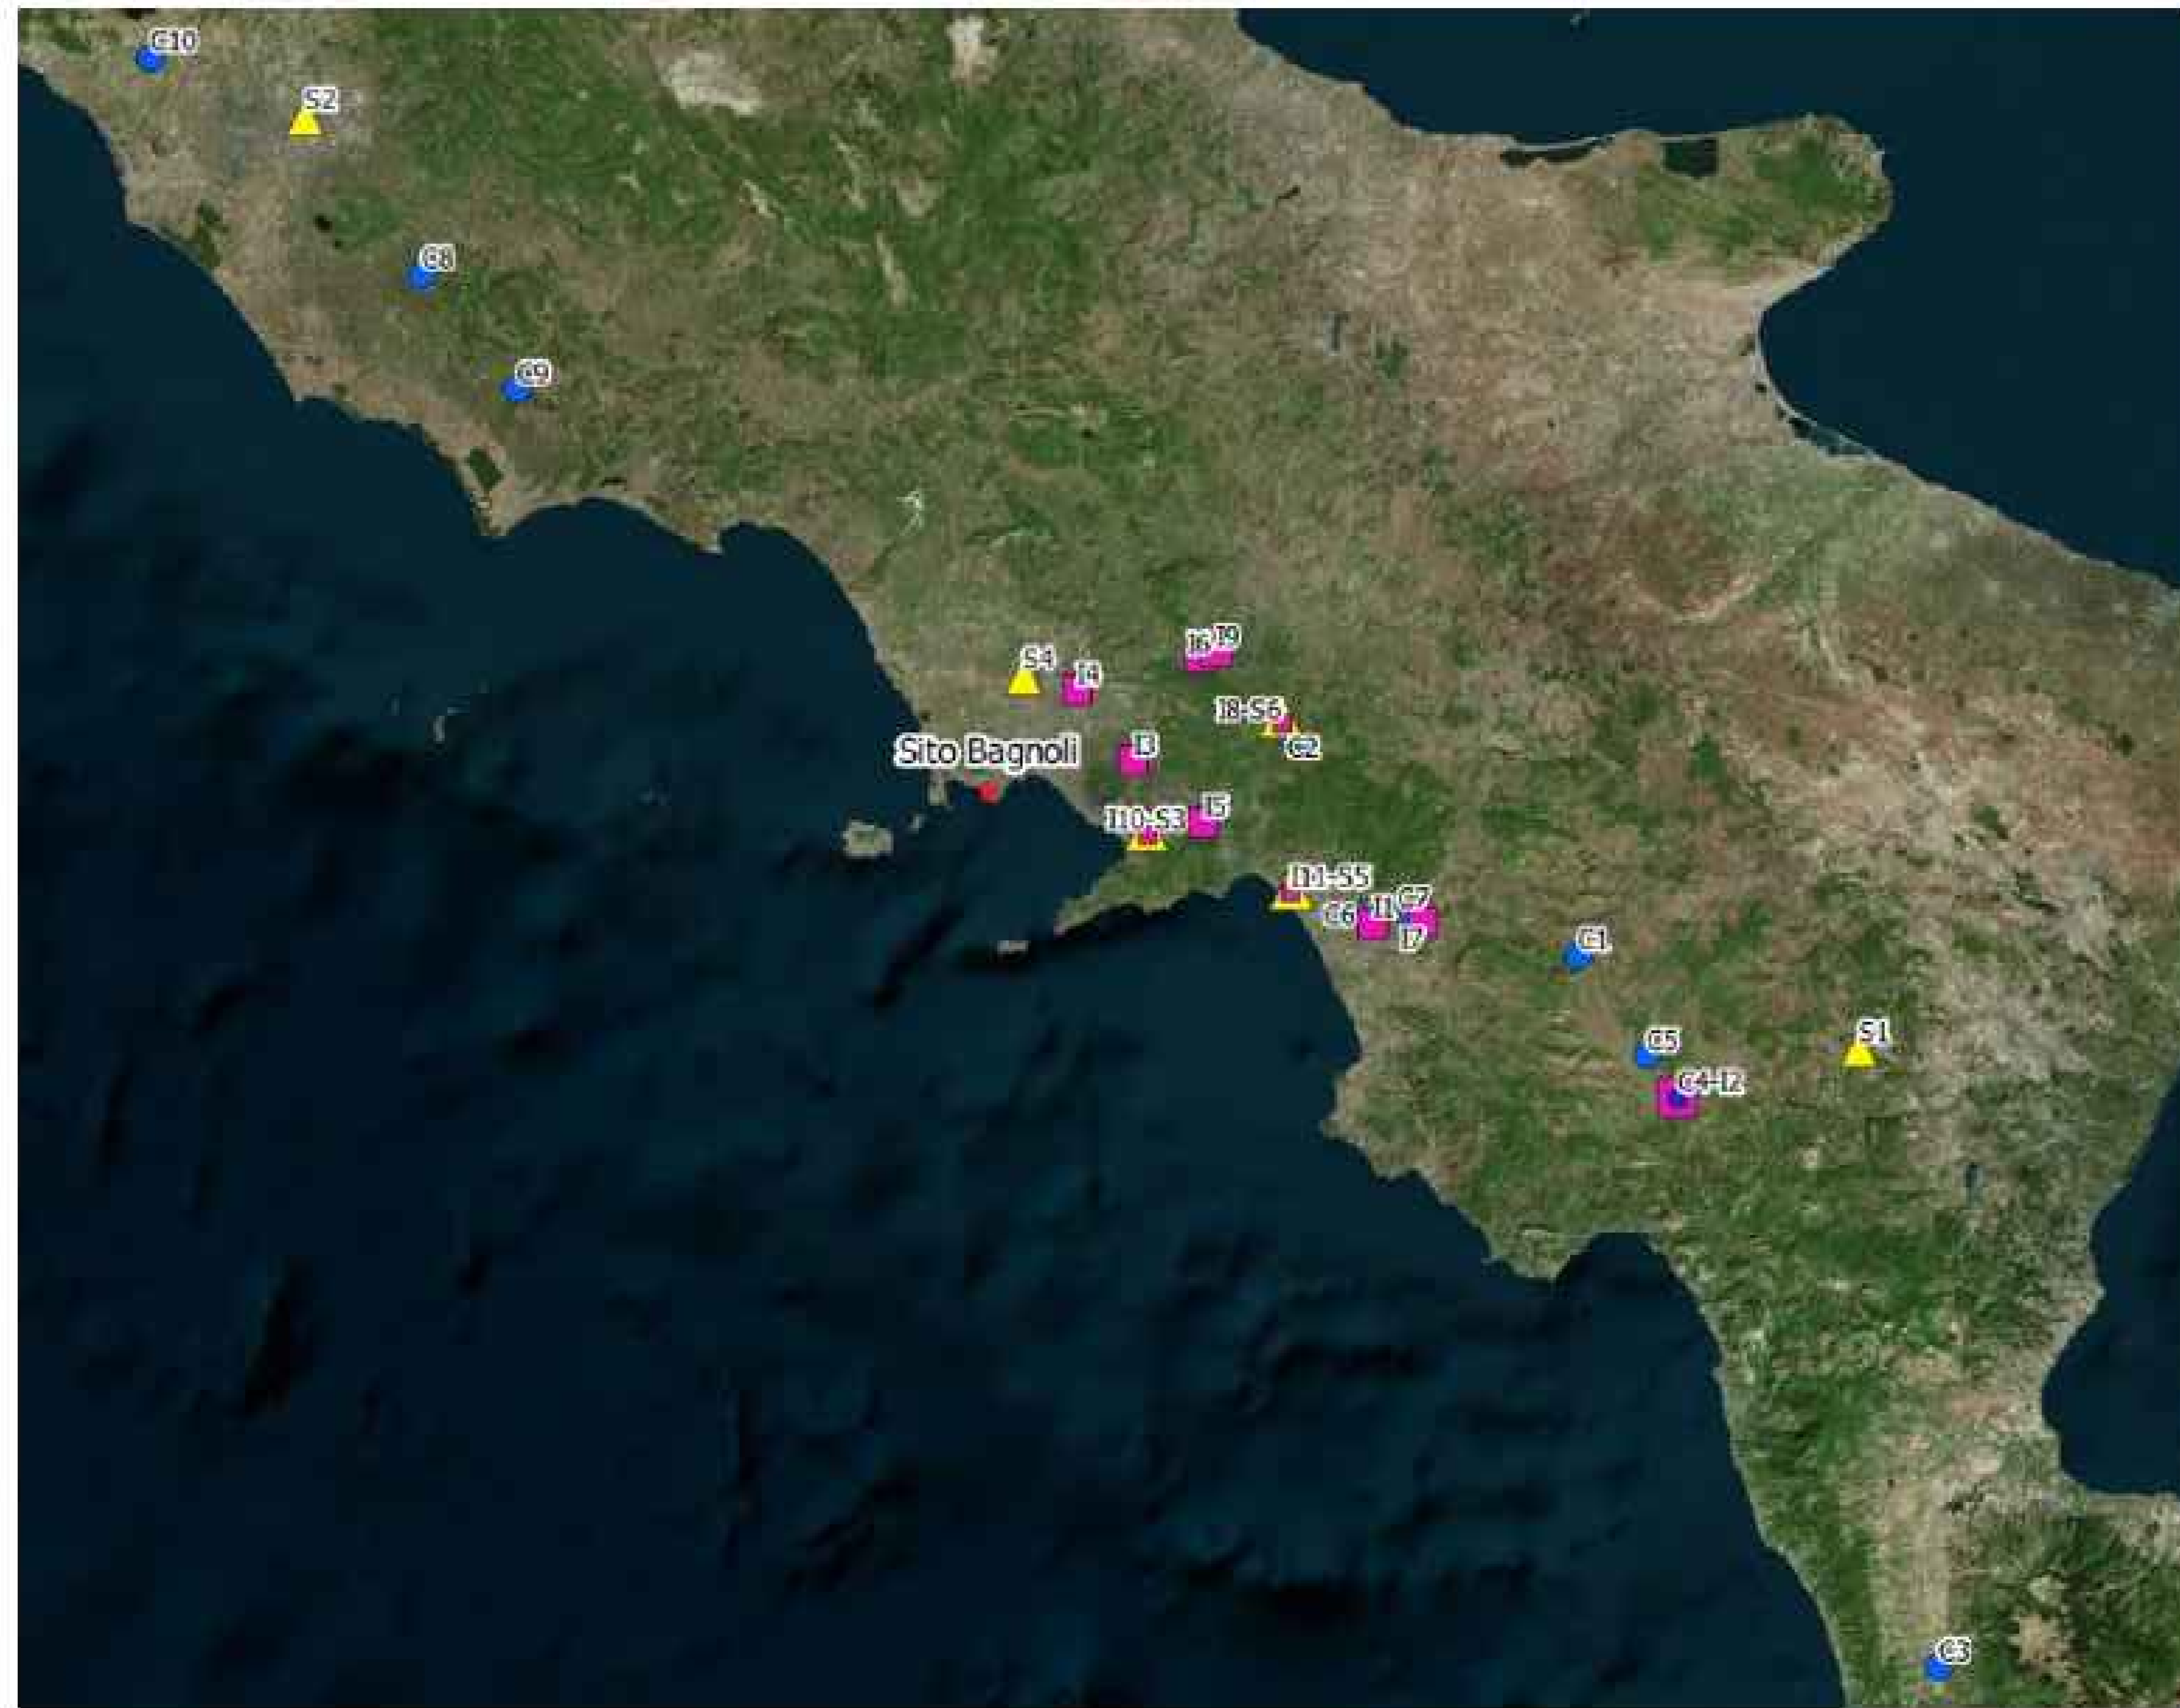 C10
S2
C8
C9
I6 I9
S4
I4
I8-S6
C2
I3
Sito Bagnoli
I5
I10-S3
I11-S5
C6 I1 C7
I7
C1
S1
C5
C4-I2
C3